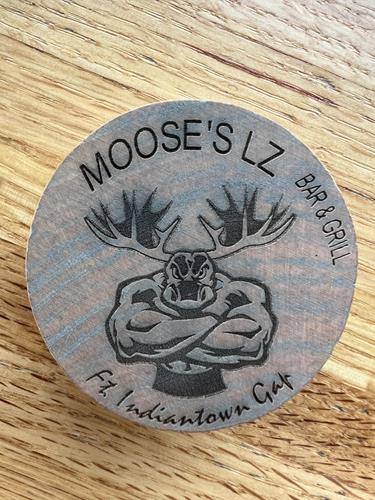 MOOSE'S LZ
BAR & GRILL
Ft. Indiantown Gap